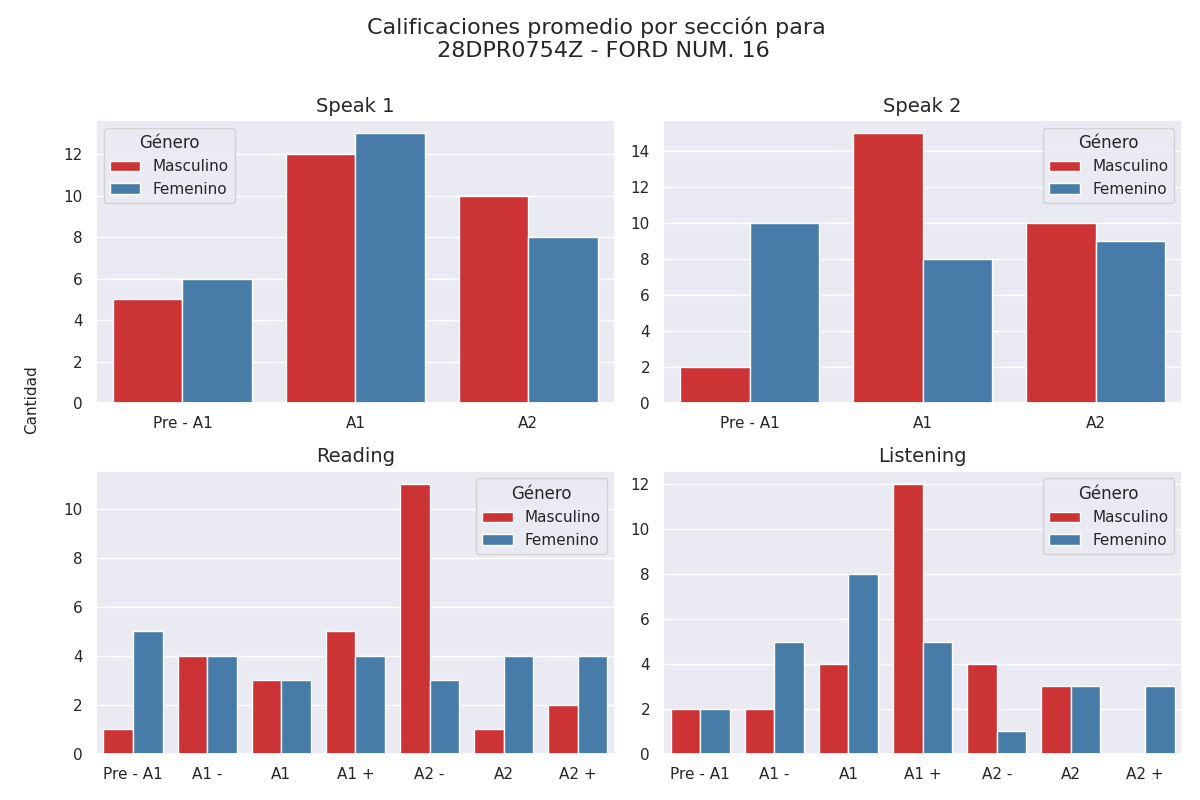 Calificaciones promedio por sección para
28DPR0754Z - FORD NUM. 16
Cantidad
Speak 1
Género
Masculino
Femenino
12
10
8
6
4
2
0
Pre - A1 A1 A2
Speak 2
Género
Masculino
Femenino
14
12
10
8
6
4
2
0
Pre - A1 A1 A2
Reading
Género
Masculino
Femenino
10
8
6
4
2
0
Pre - A1 A1 - A1 A1 + A2 - A2 A2 +
Listening
Género
Masculino
Femenino
12
10
8
6
4
2
0
Pre - A1 A1 - A1 A1 + A2 - A2 A2 +